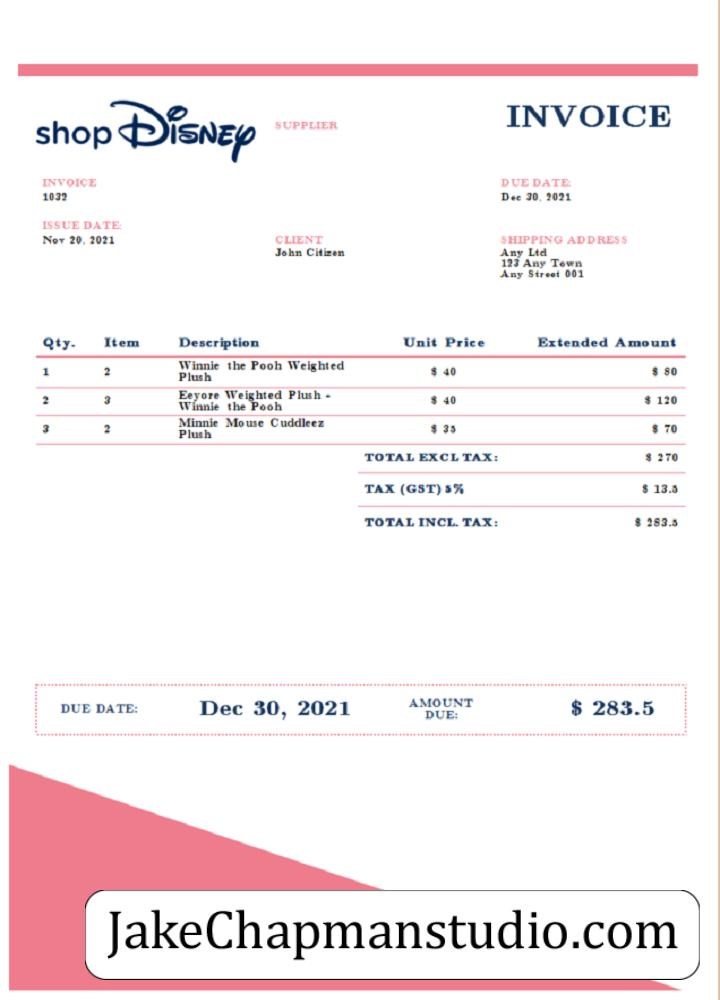 shop Disney SUPPLIER INVOICE
INVOICE
1032
DUE DATE:
Dec 30, 2021
ISSUE DATE:
Nov 20, 2021
CLIENT
John Citizen
SHIPPING ADDRESS
Any Ltd
123 Any Town
Any Street 001
Qty. Item Description Unit Price Extended Amount
1 2 Winnie the Pooh Weighted
Plush $ 40 $ 80
2 3 Eeyore Weighted Plush -
Winnie the Pooh $ 40 $ 120
3 2 Minnie Mouse Cuddleez
Plush $ 35 $ 70
TOTAL EXCL TAX: $ 270
TAX (GST) 5% $ 13.5
TOTAL INCL. TAX: $ 283.5
DUE DATE: Dec 30, 2021 AMOUNT
DUE: $ 283.5
JakeChapmanstudio.com